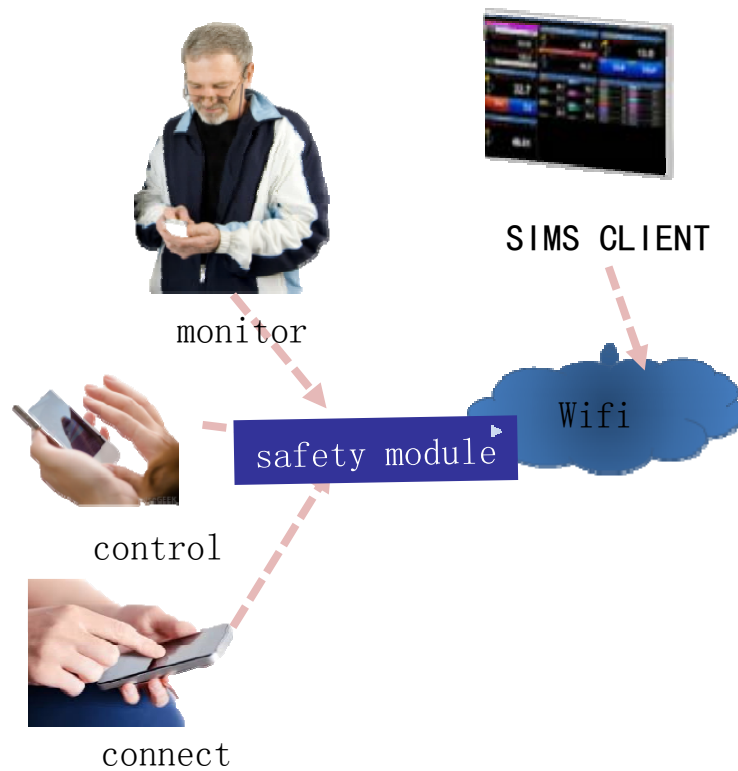 SIMS CLIENT
monitor
Wifi
safety module
control
connect